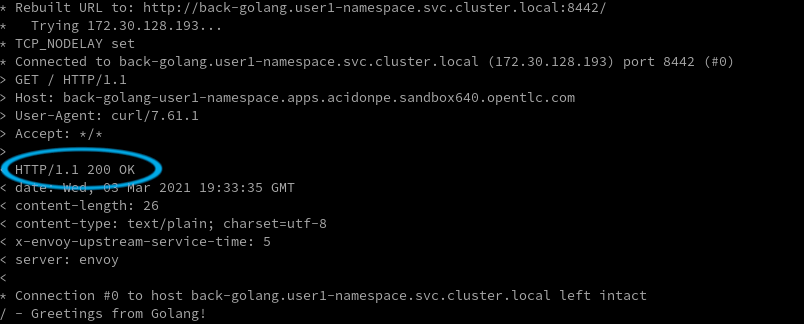 * Rebuilt URL to: http://back-golang.user1-namespace.svc.cluster.local:8442/
*   Trying 172.30.128.193...
* TCP_NODELAY set
* Connected to back-golang.user1-namespace.svc.cluster.local (172.30.128.193) port 8442 (#0)
> GET / HTTP/1.1
> Host: back-golang-user1-namespace.apps.acidonpe.sandbox640.opentlc.com
> User-Agent: curl/7.61.1
> Accept: */*
>
HTTP/1.1 200 OK
< date: Wed, 03 Mar 2021 19:33:35 GMT
< content-length: 26
< content-type: text/plain; charset=utf-8
< x-envoy-upstream-service-time: 5
< server: envoy
<
* Connection #0 to host back-golang.user1-namespace.svc.cluster.local left intact
/ - Greetings from Golang!